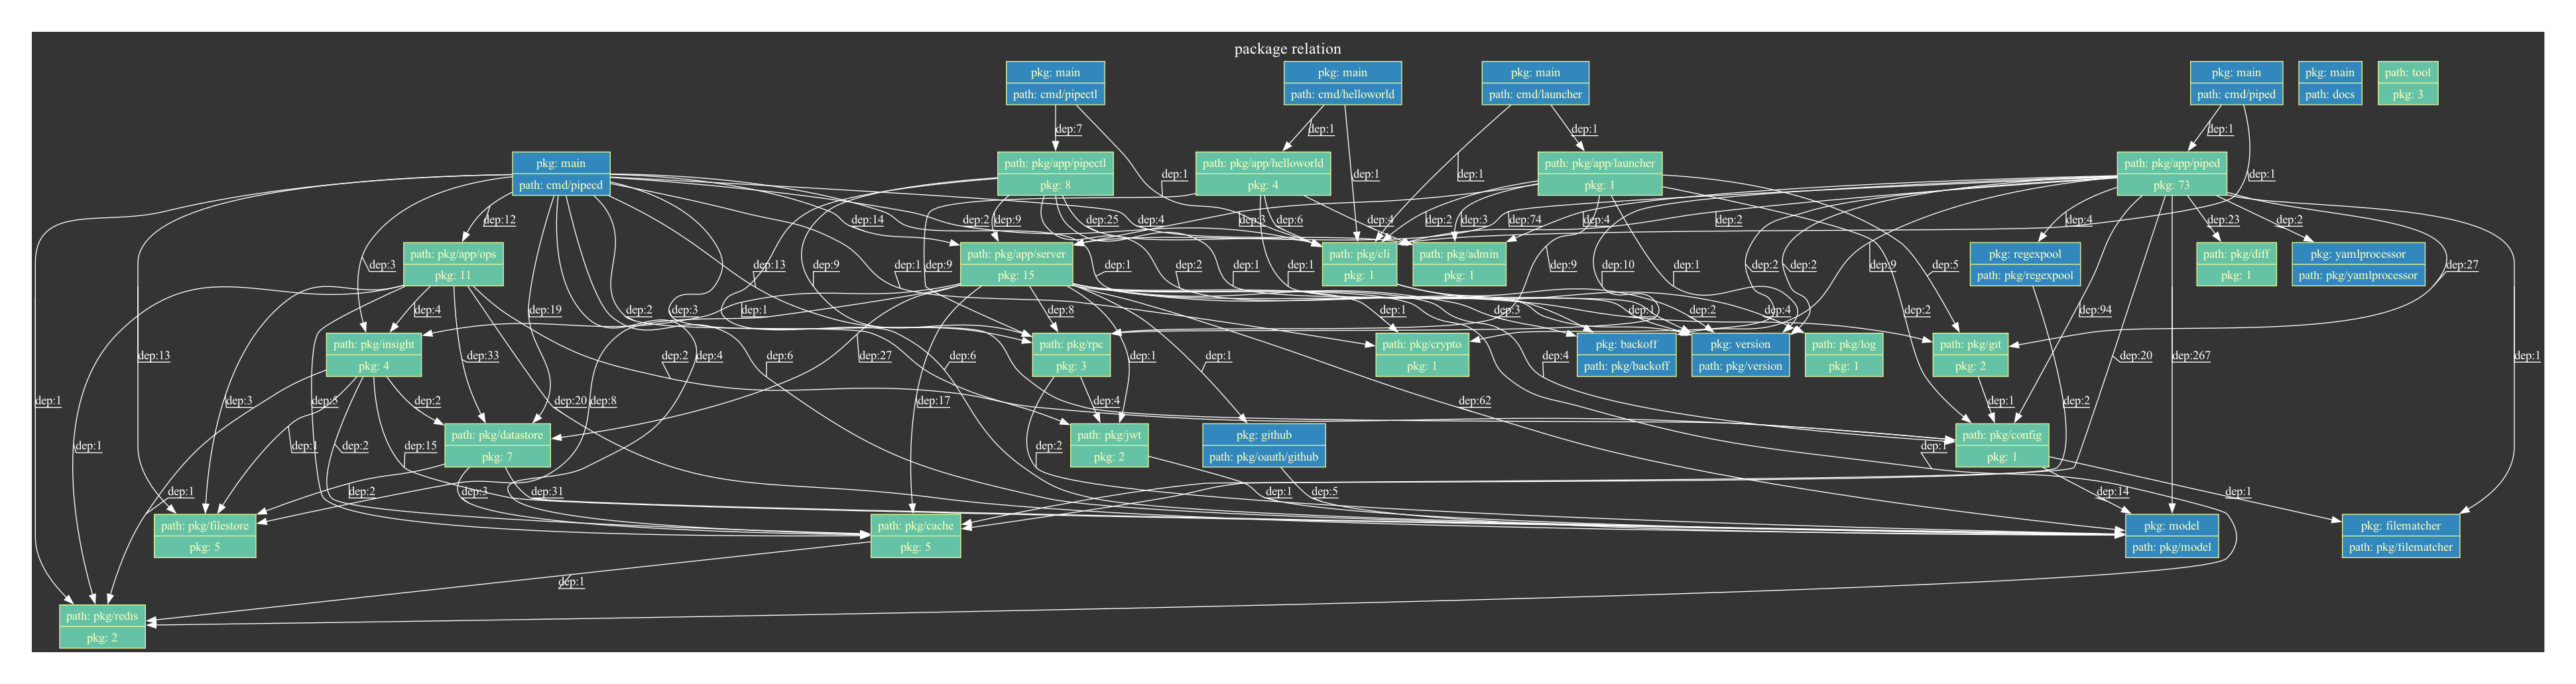 package relation
pkg: main
path: cmd/pipectl
pkg: main
path: cmd/helloworld
pkg: main
path: cmd/launcher
pkg: main
path: cmd/piped
pkg: main
path: docs
path: tool
pkg: 3
dep:7
dep:1
dep:1
dep:1
pkg: main
path: cmd/pipecd
path: pkg/app/pipectl
pkg: 8
path: pkg/app/helloworld
pkg: 4
path: pkg/app/launcher
pkg: 1
path: pkg/app/piped
pkg: 73
dep:1
dep:1
dep:1
dep:1
dep:12
dep:14
dep:9
dep:2
dep:25
dep:4
dep:3
dep:6
dep:4
dep:2
dep:3
dep:74
dep:4
dep:2
dep:4
dep:23
dep:2
path: pkg/app/ops
pkg: 11
path: pkg/app/server
pkg: 15
path: pkg/cli
pkg: 1
path: pkg/admin
pkg: 1
pkg: regexpool
path: pkg/regexpool
path: pkg/diff
pkg: 1
pkg: yamlprocessor
path: pkg/yamlprocessor
dep:3
dep:13
dep:9
dep:1
dep:9
dep:1
dep:2
dep:1
dep:1
dep:9
dep:10
dep:1
dep:2
dep:2
dep:9
dep:5
dep:27
dep:4
dep:19
dep:2
dep:3
dep:1
dep:8
dep:1
dep:3
dep:1
dep:2
dep:4
dep:2
dep:94
path: pkg/insight
pkg: 4
path: pkg/rpc
pkg: 3
path: pkg/crypto
pkg: 1
pkg: backoff
path: pkg/backoff
pkg: version
path: pkg/version
path: pkg/log
pkg: 1
path: pkg/git
pkg: 2
dep:13
dep:33
dep:2
dep:4
dep:6
dep:27
dep:6
dep:1
dep:1
dep:4
dep:20
dep:267
dep:1
dep:1
dep:3
dep:5
dep:2
dep:20
dep:8
dep:17
dep:4
dep:62
dep:1
dep:2
path: pkg/datastore
pkg: 7
path: pkg/jwt
pkg: 2
pkg: github
path: pkg/oauth/github
path: pkg/config
pkg: 1
dep:1
dep:1
dep:2
dep:15
dep:2
dep:1
dep:1
dep:2
dep:3
dep:31
dep:1
dep:5
dep:14
dep:1
path: pkg/filestore
pkg: 5
path: pkg/cache
pkg: 5
pkg: model
path: pkg/model
pkg: filematcher
path: pkg/filematcher
dep:1
path: pkg/redis
pkg: 2